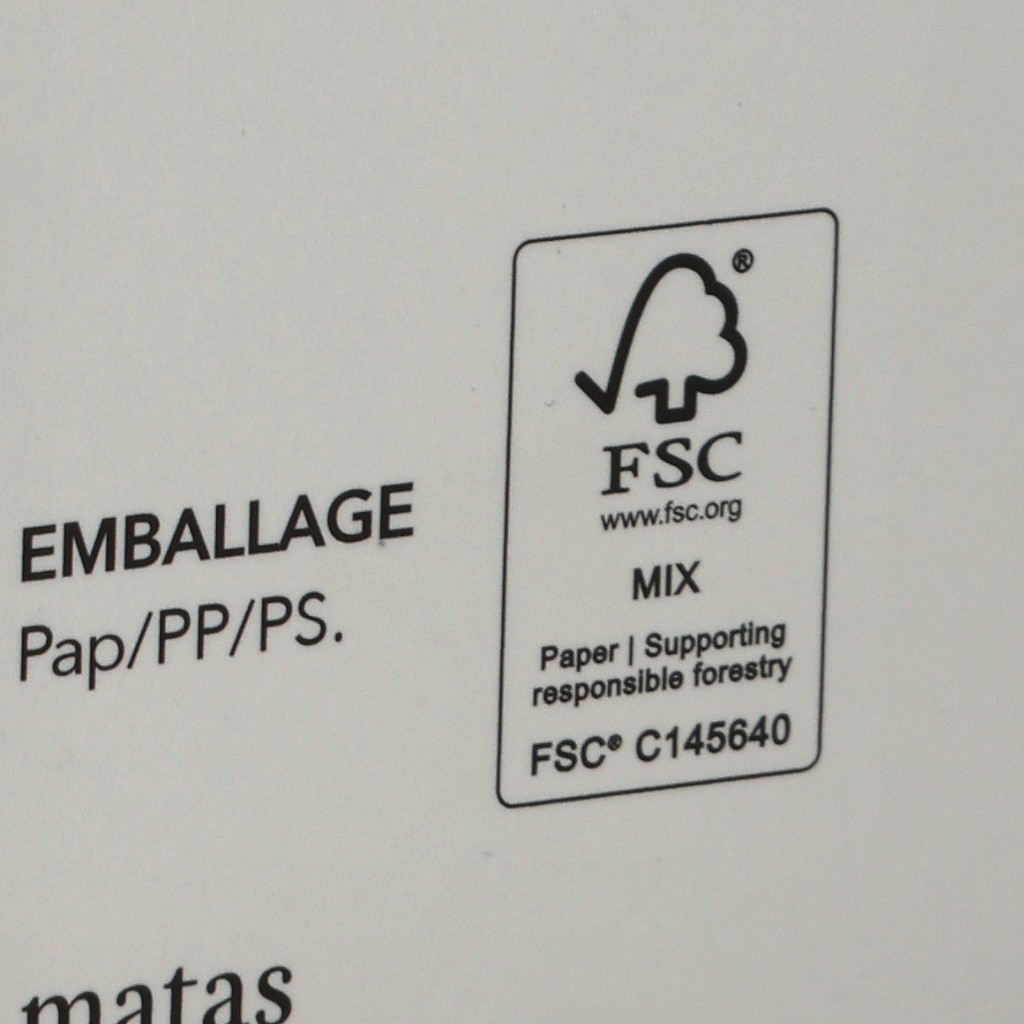 EMBALLAGE
Pap/PP/PS.
®
FSC
www.fsc.org
MIX
Paper | Supporting
responsible forestry
FSC® C145640
matas